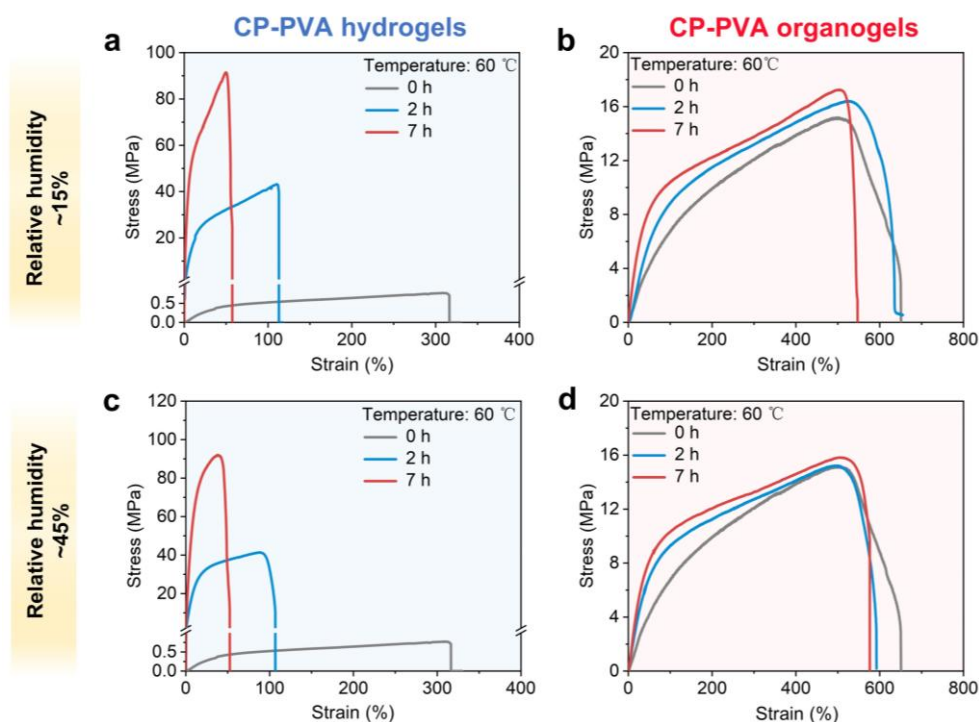 CP-PVA hydrogels
CP-PVA organogels
Relative humidity
~15%
a
Temperature: 60 ℃
0 h
2 h
7 h
Stress (MPa)
100
80
60
40
20
0.5
0.0
0
100
200
300
400
Strain (%)
b
Temperature: 60℃
0 h
2 h
7 h
Stress (MPa)
20
16
12
8
4
0
0
200
400
600
800
Strain (%)
Relative humidity
~45%
c
Temperature: 60 ℃
0 h
2 h
7 h
Stress (MPa)
120
100
80
60
40
20
0.5
0.0
0
100
200
300
400
Strain (%)
d
Temperature: 60 ℃
0 h
2 h
7 h
Stress (MPa)
20
16
12
8
4
0
0
200
400
600
800
Strain (%)